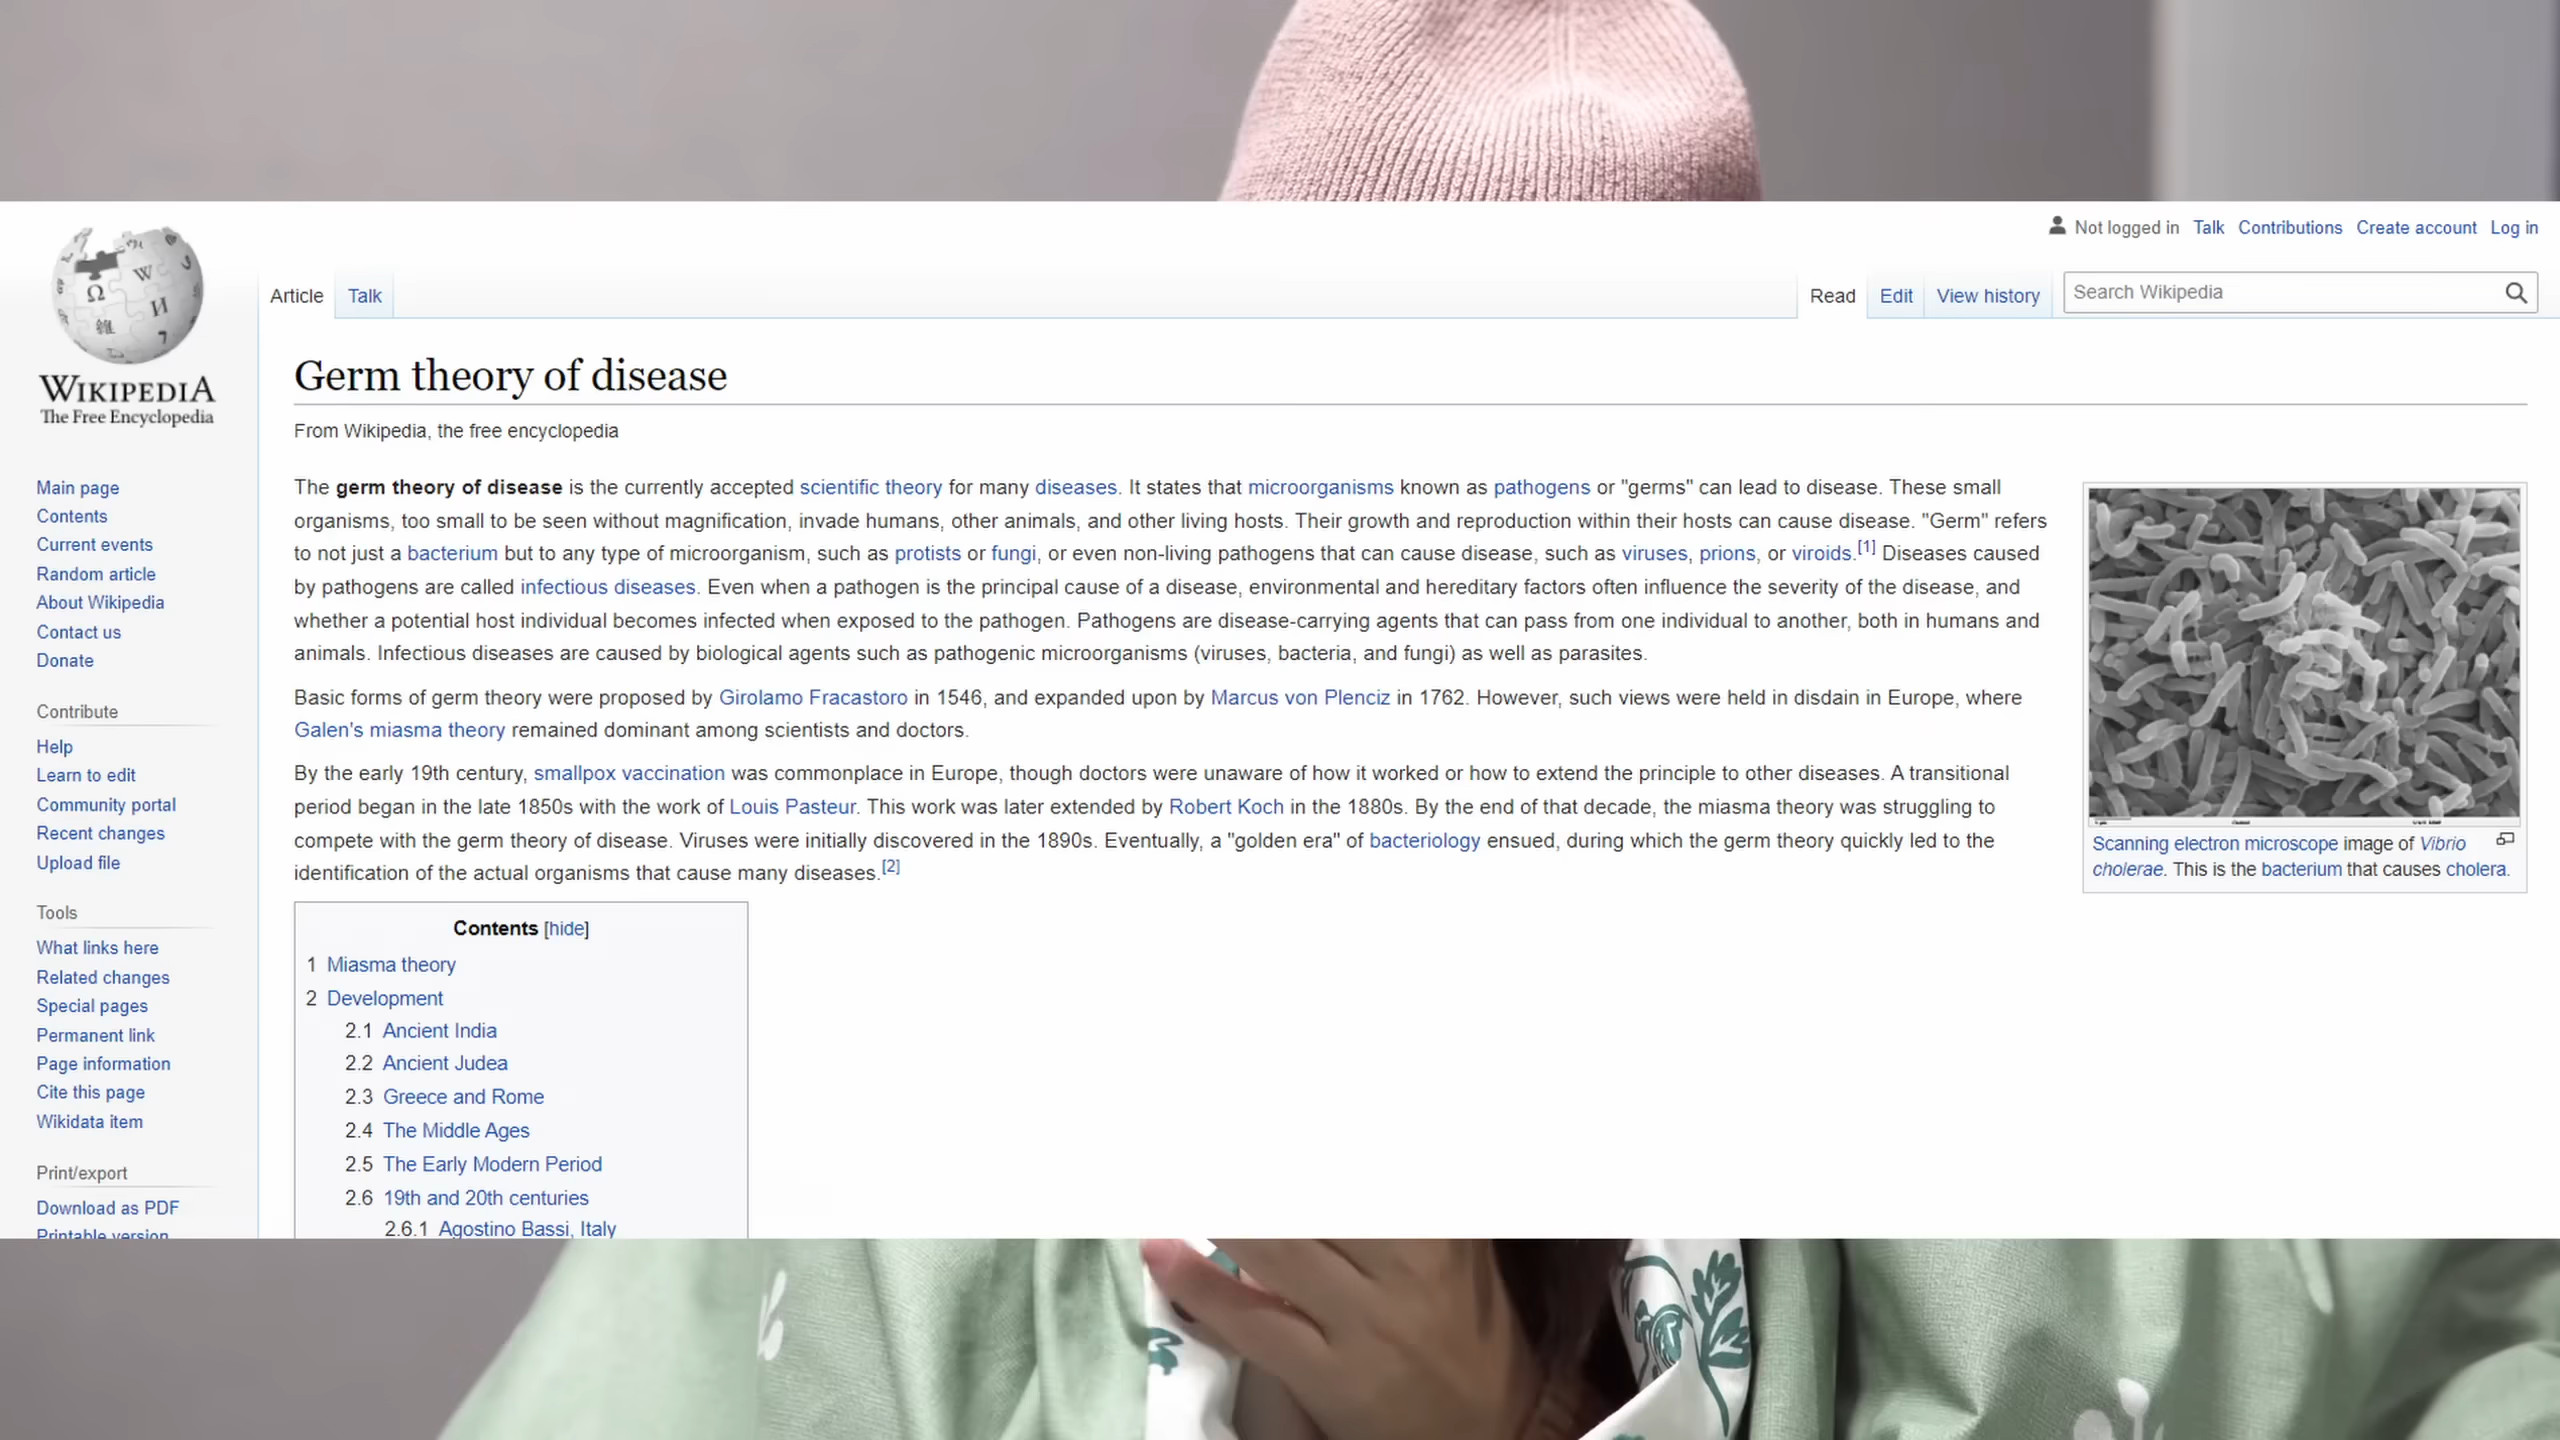 Not logged in Talk Contributions Create account Log in
Article Talk Read Edit View history Search Wikipedia
WIKIPEDIA
The Free Encyclopedia
Main page
Contents
Current events
Random article
About Wikipedia
Contact us
Donate
Contribute
Help
Learn to edit
Community portal
Recent changes
Upload file
Tools
What links here
Related changes
Special pages
Permanent link
Page information
Cite this page
Wikidata item
Print/export
Download as PDF
Printable version
Germ theory of disease
From Wikipedia, the free encyclopedia
The germ theory of disease is the currently accepted scientific theory for many diseases. It states that microorganisms known as pathogens or "germs" can lead to disease. These small
organisms, too small to be seen without magnification, invade humans, other animals, and other living hosts. Their growth and reproduction within their hosts can cause disease. "Germ" refers
to not just a bacterium but to any type of microorganism, such as protists or fungi, or even non-living pathogens that can cause disease, such as viruses, prions, or viroids.[1] Diseases caused
by pathogens are called infectious diseases. Even when a pathogen is the principal cause of a disease, environmental and hereditary factors often influence the severity of the disease, and
whether a potential host individual becomes infected when exposed to the pathogen. Pathogens are disease-carrying agents that can pass from one individual to another, both in humans and
animals. Infectious diseases are caused by biological agents such as pathogenic microorganisms (viruses, bacteria, and fungi) as well as parasites.
Basic forms of germ theory were proposed by Girolamo Fracastoro in 1546, and expanded upon by Marcus von Plenciz in 1762. However, such views were held in disdain in Europe, where
Galen's miasma theory remained dominant among scientists and doctors.
By the early 19th century, smallpox vaccination was commonplace in Europe, though doctors were unaware of how it worked or how to extend the principle to other diseases. A transitional
period began in the late 1850s with the work of Louis Pasteur. This work was later extended by Robert Koch in the 1880s. By the end of that decade, the miasma theory was struggling to
compete with the germ theory of disease. Viruses were initially discovered in the 1890s. Eventually, a "golden era" of bacteriology ensued, during which the germ theory quickly led to the
identification of the actual organisms that cause many diseases.[2]
Scanning electron microscope image of Vibrio
cholerae. This is the bacterium that causes cholera.
Contents [hide]
1 Miasma theory
2 Development
2.1 Ancient India
2.2 Ancient Judea
2.3 Greece and Rome
2.4 The Middle Ages
2.5 The Early Modern Period
2.6 19th and 20th centuries
2.6.1 Agostino Bassi, Italy